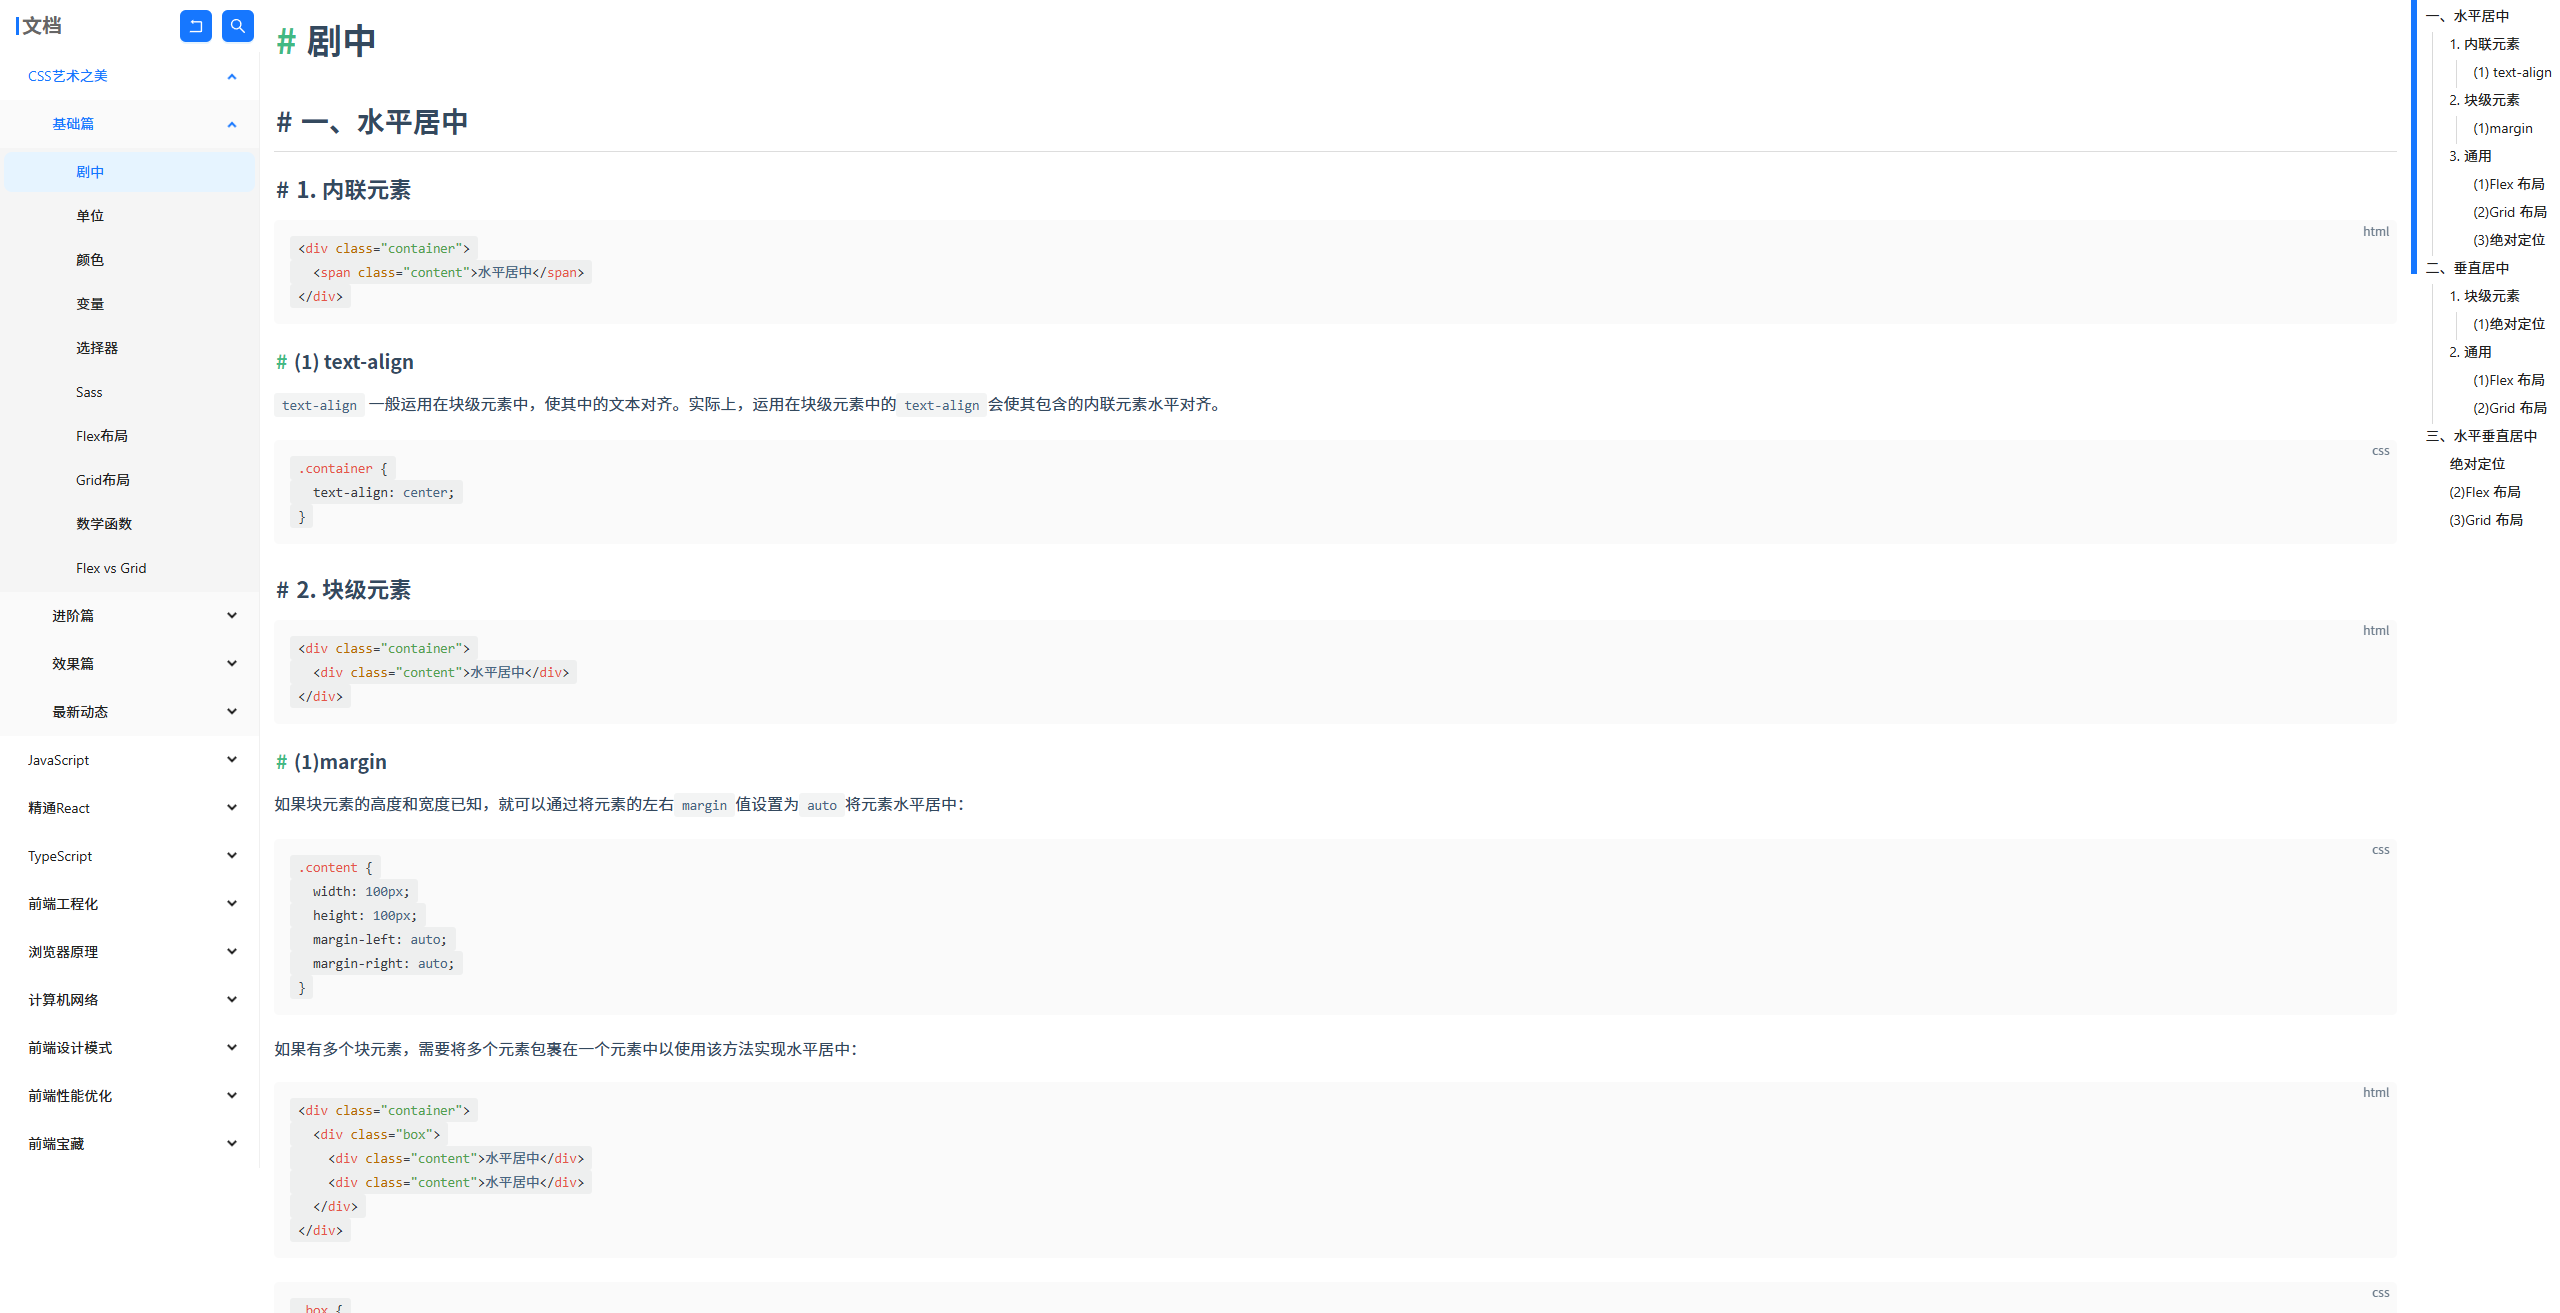 文档
CSS艺术之美
基础篇
剧中
单位
颜色
变量
选择器
Sass
Flex布局
Grid布局
数学函数
Flex vs Grid
进阶篇
效果篇
最新动态
JavaScript
精通React
TypeScript
前端工程化
浏览器原理
计算机网络
前端设计模式
前端性能优化
前端宝藏
# 剧中
# 一、水平居中
# 1. 内联元素
html
<div class="container">
  <span class="content">水平居中</span>
</div>
# (1) text-align
text-align 一般运用在块级元素中，使其中的文本对齐。实际上，运用在块级元素中的 text-align 会使其包含的内联元素水平对齐。
css
.container {
  text-align: center;
}
# 2. 块级元素
html
<div class="container">
  <div class="content">水平居中</div>
</div>
# (1)margin
如果块元素的高度和宽度已知，就可以通过将元素的左右 margin 值设置为 auto 将元素水平居中：
css
.content {
  width: 100px;
  height: 100px;
  margin-left: auto;
  margin-right: auto;
}
如果有多个块元素，需要将多个元素包裹在一个元素中以使用该方法实现水平居中：
html
<div class="container">
  <div class="box">
    <div class="content">水平居中</div>
    <div class="content">水平居中</div>
  </div>
</div>
css
.box {
一、水平居中
1. 内联元素
(1) text-align
2. 块级元素
(1)margin
3. 通用
(1)Flex 布局
(2)Grid 布局
(3)绝对定位
二、垂直居中
1. 块级元素
(1)绝对定位
2. 通用
(1)Flex 布局
(2)Grid 布局
三、水平垂直居中
绝对定位
(2)Flex 布局
(3)Grid 布局